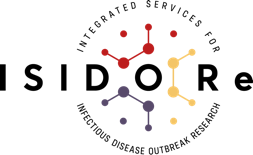 INTEGRATED SERVICES FOR
ISIDORe
INFECTIOUS DISEASE OUTBREAK RESEARCH